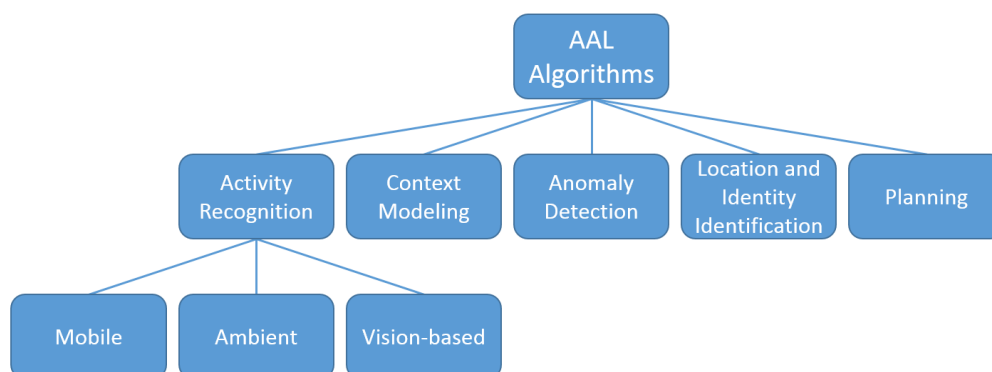 AAL
Algorithms
Activity
Recognition
Context
Modeling
Anomaly
Detection
Location and
Identity
Identification
Planning
Mobile
Ambient
Vision-based